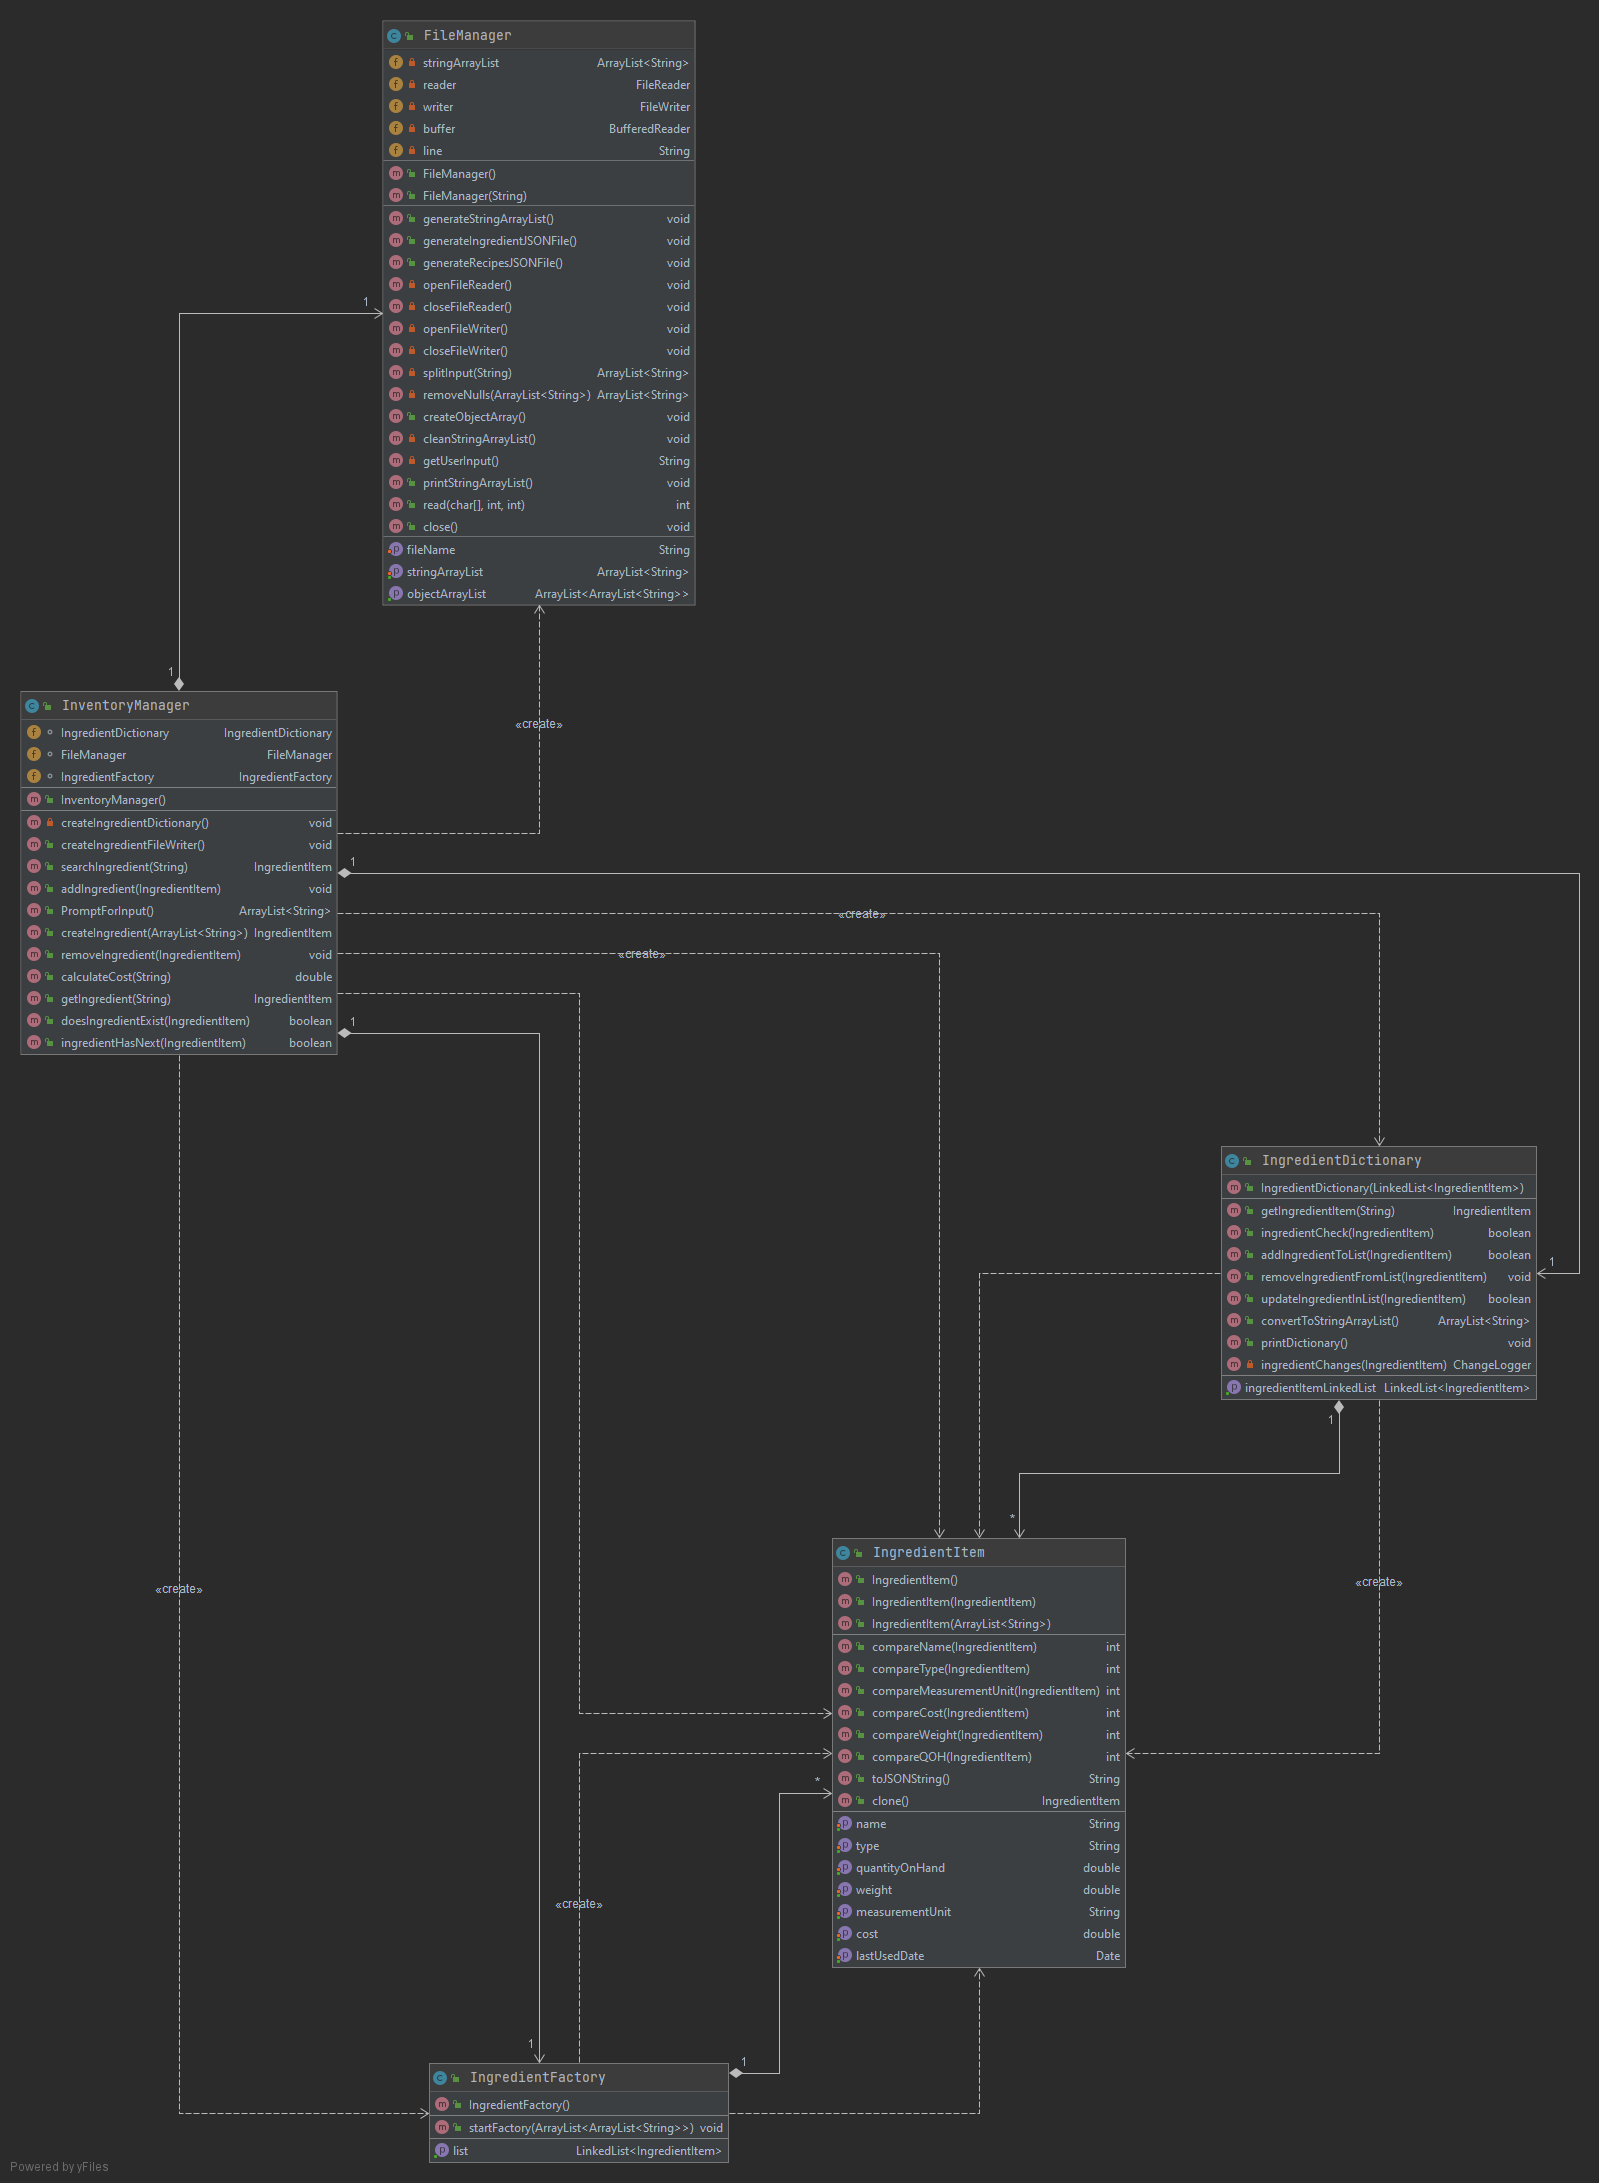 FileManager
stringArrayList ArrayList<String>
reader FileReader
writer FileWriter
buffer BufferedReader
line String
FileManager()
FileManager(String)
generateStringArrayList() void
generateIngredientJSONFile() void
generateRecipesJSONFile() void
openFileReader() void
closeFileReader() void
openFileWriter() void
closeFileWriter() void
splitInput(String) ArrayList<String>
removeNulls(ArrayList<String>) ArrayList<String>
createObjectArray() void
cleanStringArrayList() void
getUserInput() String
printStringArrayList() void
read(char[], int, int) int
close() void
fileName String
stringArrayList ArrayList<String>
objectArrayList ArrayList<ArrayList<String>>
1
1
«create»
InventoryManager
IngredientDictionary IngredientDictionary
FileManager FileManager
IngredientFactory IngredientFactory
InventoryManager()
createIngredientDictionary() void
createIngredientFileWriter() void
searchIngredient(String) IngredientItem
addIngredient(IngredientItem) void
PromptForInput() ArrayList<String>
createIngredient(ArrayList<String>) IngredientItem
removeIngredient(IngredientItem) void
calculateCost(String) double
getIngredient(String) IngredientItem
doesIngredientExist(IngredientItem) boolean
ingredientHasNext(IngredientItem) boolean
1
«create»
«create»
1
IngredientDictionary
IngredientDictionary(LinkedList<IngredientItem>)
getIngredientItem(String) IngredientItem
ingredientCheck(IngredientItem) boolean
addIngredientToList(IngredientItem) boolean
removeIngredientFromList(IngredientItem) void
updateIngredientInList(IngredientItem) boolean
convertToStringArrayList() ArrayList<String>
printDictionary() void
ingredientChanges(IngredientItem) ChangeLogger
ingredientItemLinkedList LinkedList<IngredientItem>
1
1
*
«create»
«create»
IngredientItem
IngredientItem()
IngredientItem(IngredientItem)
IngredientItem(ArrayList<String>)
compareName(IngredientItem) int
compareType(IngredientItem) int
compareMeasurementUnit(IngredientItem) int
compareCost(IngredientItem) int
compareWeight(IngredientItem) int
compareQOH(IngredientItem) int
toJSONString() String
clone() IngredientItem
name String
type String
quantityOnHand double
weight double
measurementUnit String
cost double
lastUsedDate Date
*
«create»
1
1
IngredientFactory
IngredientFactory()
startFactory(ArrayList<ArrayList<String>>) void
list LinkedList<IngredientItem>
Powered by yFiles